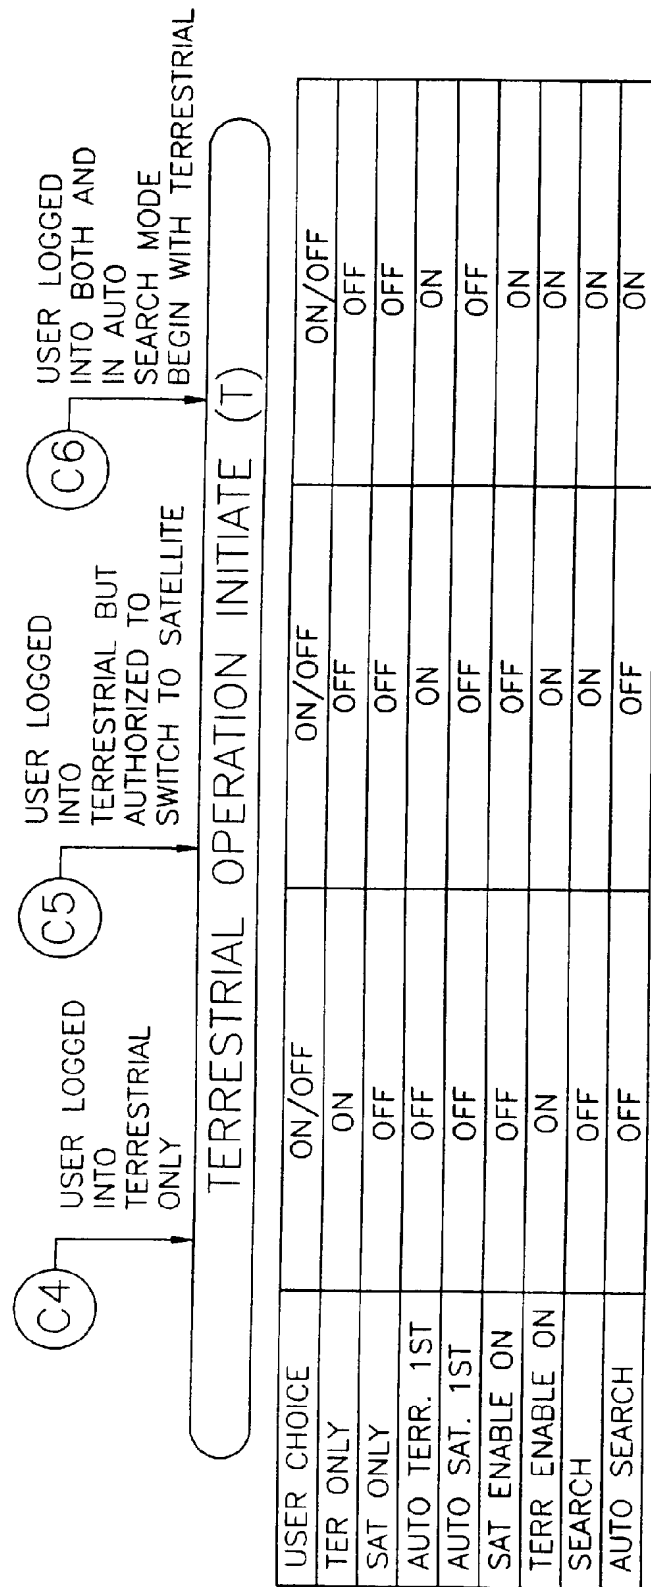 C4
USER LOGGED
INTO
TERRESTRIAL
ONLY
C5
USER LOGGED
INTO
TERRESTRIAL BUT
AUTHORIZED TO
SWITCH TO SATELLITE
C6
USER LOGGED
INTO BOTH AND
IN AUTO
SEARCH MODE
BEGIN WITH TERRESTRIAL
TERRESTRIAL OPERATION INITIATE (T)
USER CHOICE ON/OFF ON/OFF ON/OFF
TER ONLY ON OFF OFF
SAT ONLY OFF OFF OFF
AUTO TERR. 1ST OFF ON ON
AUTO SAT. 1ST OFF OFF OFF
SAT ENABLE ON OFF OFF ON
TERR ENABLE ON ON ON ON
SEARCH OFF ON ON
AUTO SEARCH OFF OFF ON